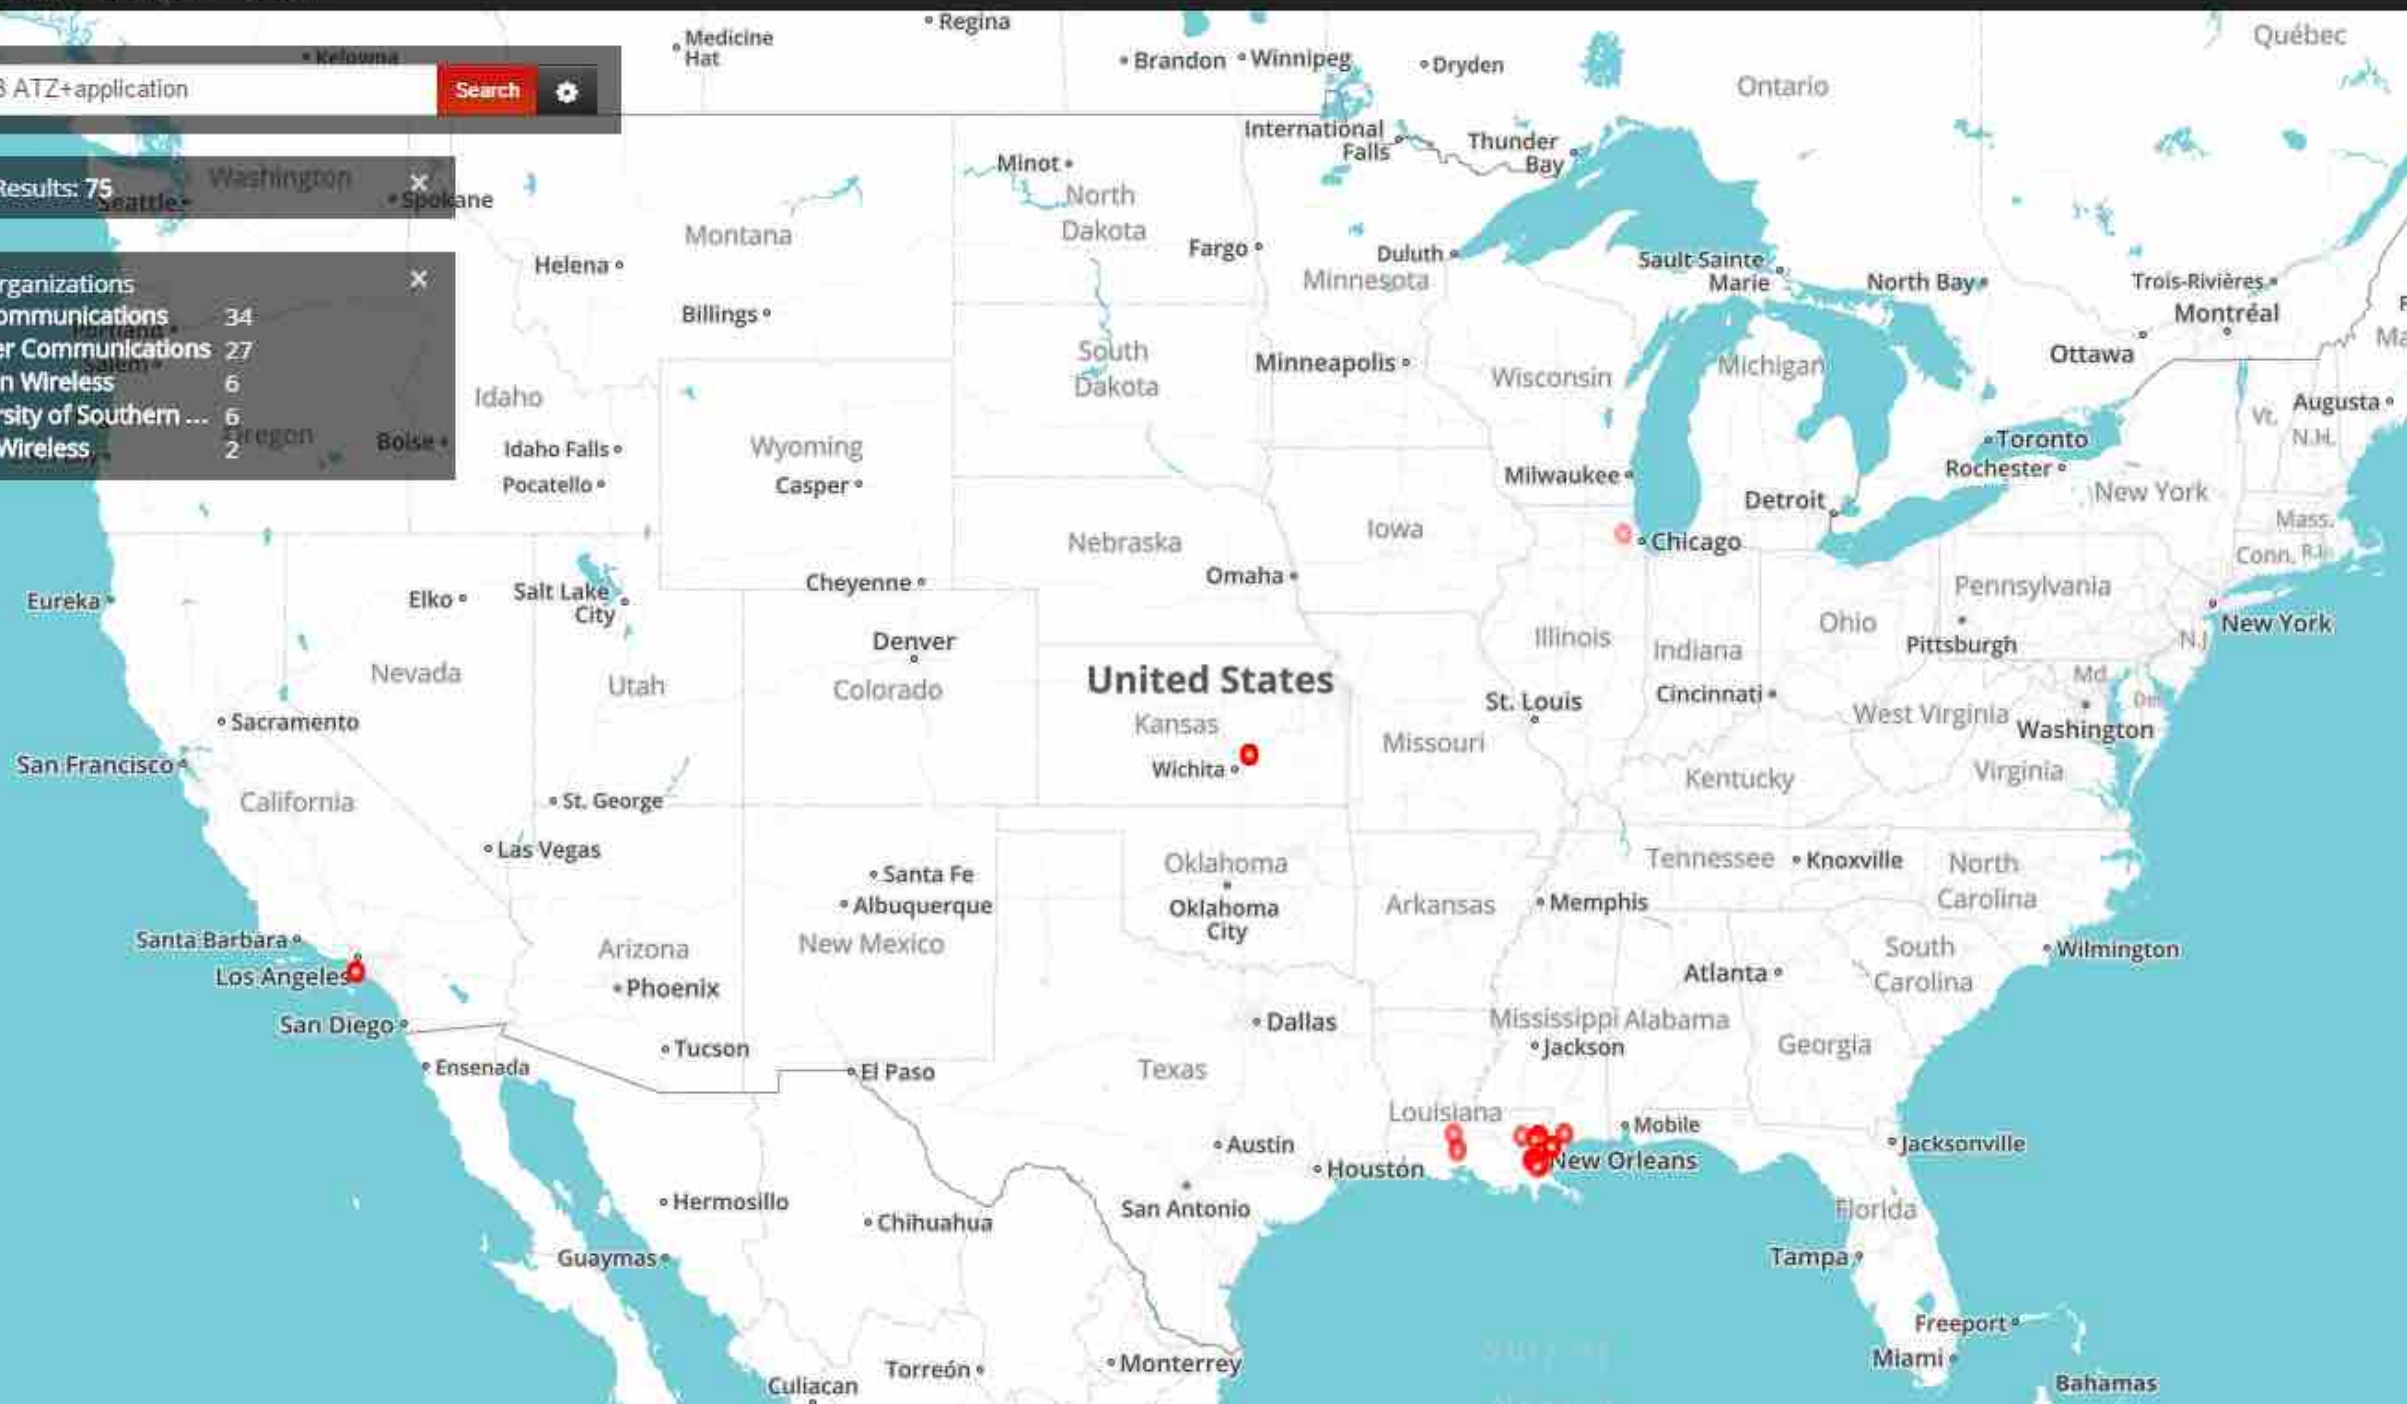 Regina
Medicine
Hat
Kelowna
Brandon
Winnipeg
Dryden
Québec
Ontario
3 ATZ+application
Search
International
Falls
Thunder
Bay
Results: 75
Washington
Seattle
Spokane
Minot
North
Dakota
Montana
Fargo
Duluth
Minnesota
Sault Sainte
Marie
North Bay
Trois-Rivières
Montréal
Ottawa
Helena
Billings
rganizations
ommunications 34
er Communications 27
n Wireless 6
rsity of Southern ... 6
Wireless 2
Portland
Salem
Oregon
Boise
Idaho
Idaho Falls
Pocatello
Wyoming
Casper
South
Dakota
Minneapolis
Wisconsin
Michigan
Augusta
Vt.
N.H.
Toronto
Rochester
New York
Milwaukee
Detroit
Mass.
Conn.
R.I.
Nebraska
Iowa
Chicago
Omaha
Cheyenne
Eureka
Elko
Salt Lake
City
Pennsylvania
New York
Ohio
Pittsburgh
N.J
Denver
Illinois
Indiana
United States
Nevada
Utah
Colorado
Kansas
St. Louis
Cincinnati
Md.
West Virginia
Washington
Sacramento
San Francisco
Wichita
Missouri
Kentucky
Virginia
California
St. George
Las Vegas
Santa Fe
Albuquerque
New Mexico
Oklahoma
Oklahoma
City
Arkansas
Memphis
Tennessee
Knoxville
North
Carolina
Santa Barbara
Los Angeles
Arizona
Phoenix
Atlanta
South
Carolina
Wilmington
San Diego
Ensenada
Tucson
El Paso
Dallas
Texas
Mississippi
Alabama
Jackson
Georgia
Louisiana
Mobile
Austin
Houston
New Orleans
Jacksonville
San Antonio
Hermosillo
Chihuahua
Florida
Guaymas
Tampa
Freeport
Miami
Bahamas
Monterrey
Torreón
Culiacan